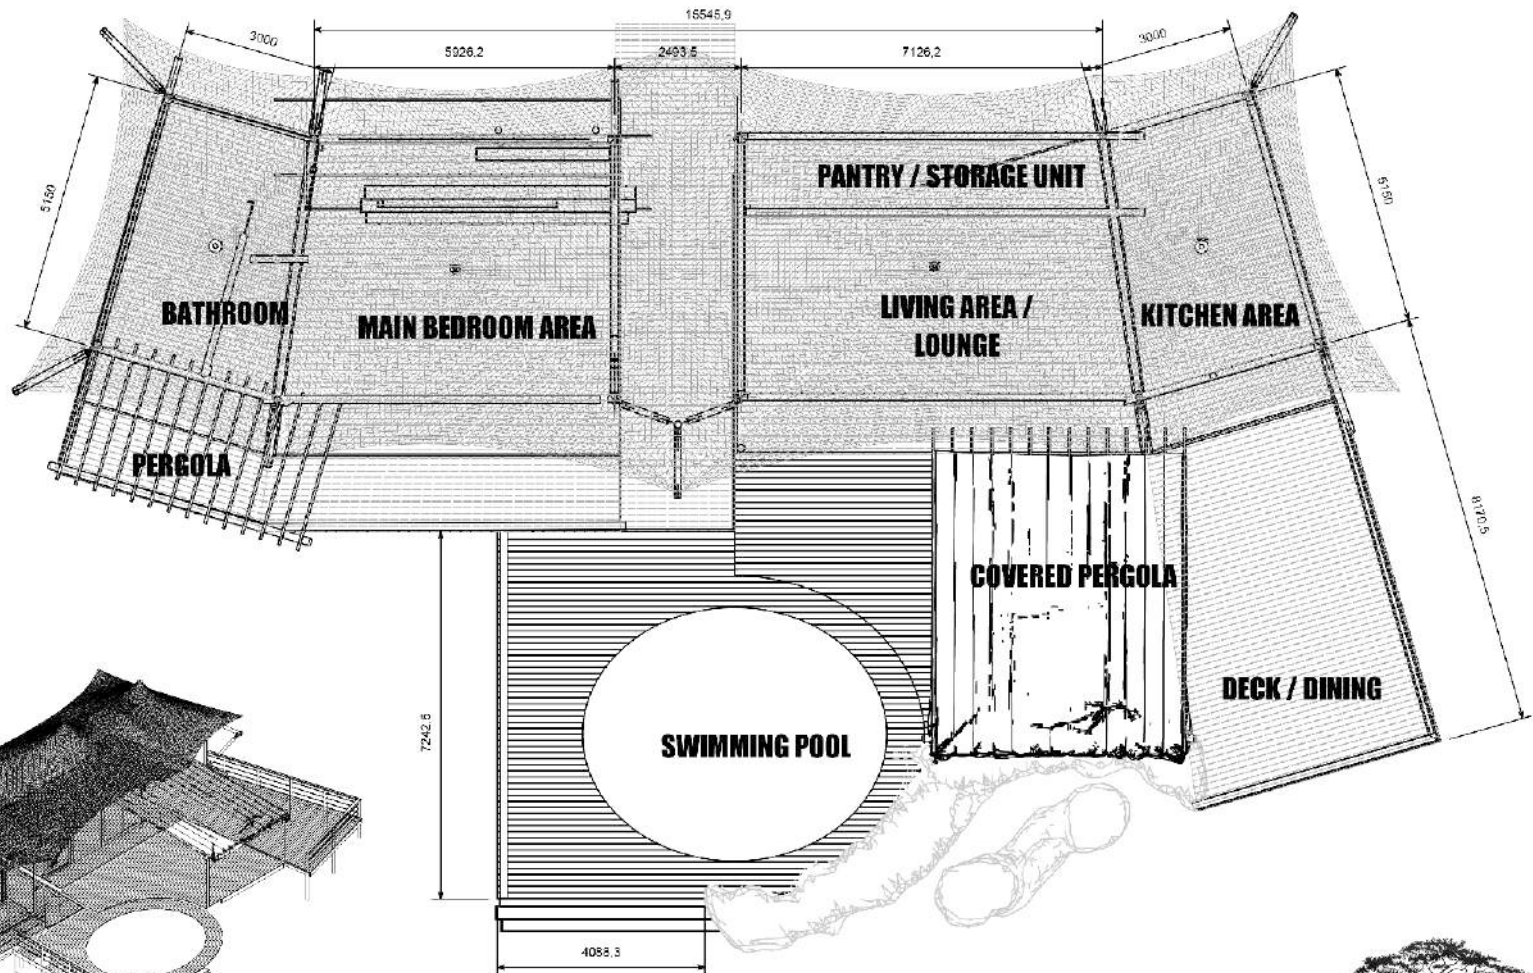 15545,9
3000
5926,2
2493,5
7126,2
3000
5150
5150
PANTRY / STORAGE UNIT
BATHROOM
MAIN BEDROOM AREA
LIVING AREA /
LOUNGE
KITCHEN AREA
PERGOLA
8170,5
COVERED PERGOLA
DECK / DINING
7242,5
SWIMMING POOL
4088,3